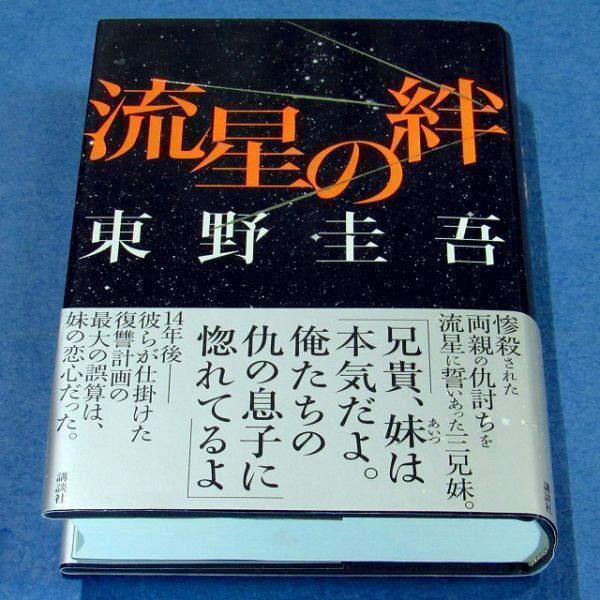 流星の絆
東野圭吾
惨殺された
両親の仇討ちを
流星に誓いあった三兄妹。
「兄貴、妹は
あいつ
本気だよ。
俺たちの
仇の息子に
惚れてるよ」
14年後――
彼らが仕掛けた
復讐計画の
最大の誤算は、
妹の恋心だった。
講談社
講談社